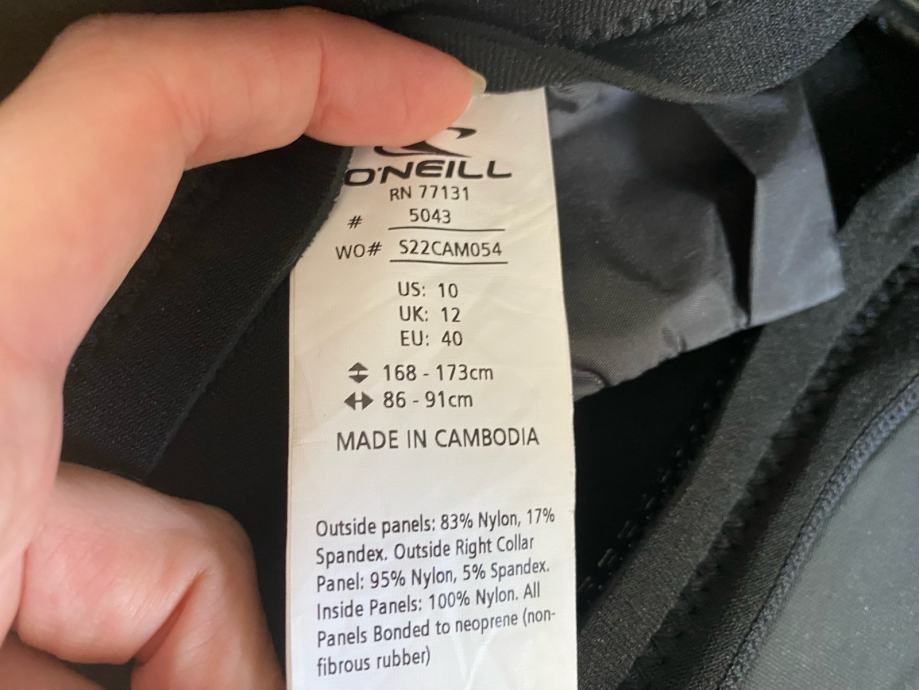 O'NEILL
RN 77131
# 5043
WO# S22CAM054
US: 10
UK: 12
EU: 40
168 - 173cm
86 - 91cm
MADE IN CAMBODIA
Outside panels: 83% Nylon, 17%
Spandex. Outside Right Collar
Panel: 95% Nylon, 5% Spandex.
Inside Panels: 100% Nylon. All
Panels Bonded to neoprene (non-
fibrous rubber)